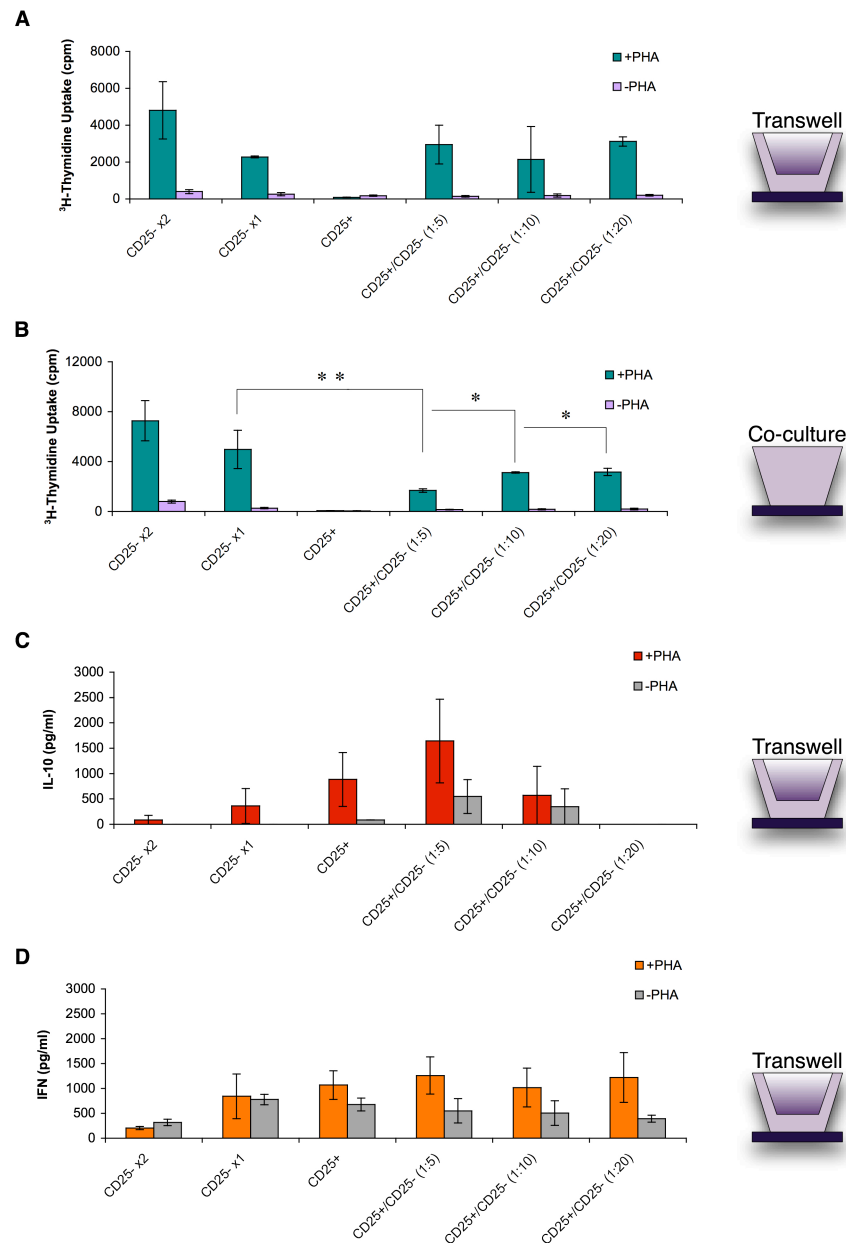 A
8000
6000
4000
2000
0
³H-Thymidine Uptake (cpm)
+PHA
-PHA
CD25- x2
CD25- x1
CD25+
CD25+/CD25- (1:5)
CD25+/CD25- (1:10)
CD25+/CD25- (1:20)
Transwell
B
12000
8000
4000
0
³H-Thymidine Uptake (cpm)
* *
*
*
+PHA
-PHA
CD25- x2
CD25- x1
CD25+
CD25+/CD25- (1:5)
CD25+/CD25- (1:10)
CD25+/CD25- (1:20)
Co-culture
C
3000
2500
2000
1500
1000
500
0
IL-10 (pg/ml)
+PHA
-PHA
CD25- x2
CD25- x1
CD25+
CD25+/CD25- (1:5)
CD25+/CD25- (1:10)
CD25+/CD25- (1:20)
Transwell
D
3000
2500
2000
1500
1000
500
0
IFN (pg/ml)
+PHA
-PHA
CD25- x2
CD25- x1
CD25+
CD25+/CD25- (1:5)
CD25+/CD25- (1:10)
CD25+/CD25- (1:20)
Transwell